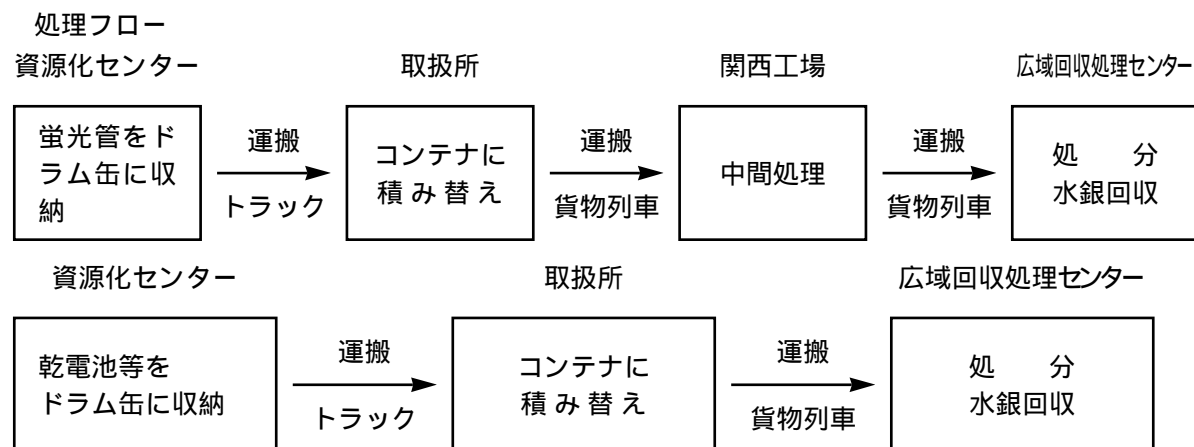 処理フロー
資源化センター 取扱所 関西工場 広域回収処理センター
蛍光管をド
ラム缶に収
納
運搬
トラック
コンテナに
積み替え
運搬
貨物列車
中間処理
運搬
貨物列車
処 分
水銀回収
資源化センター 取扱所 広域回収処理センター
乾電池等を
ドラム缶に収納
運搬
トラック
コンテナに
積み替え
運搬
貨物列車
処 分
水銀回収